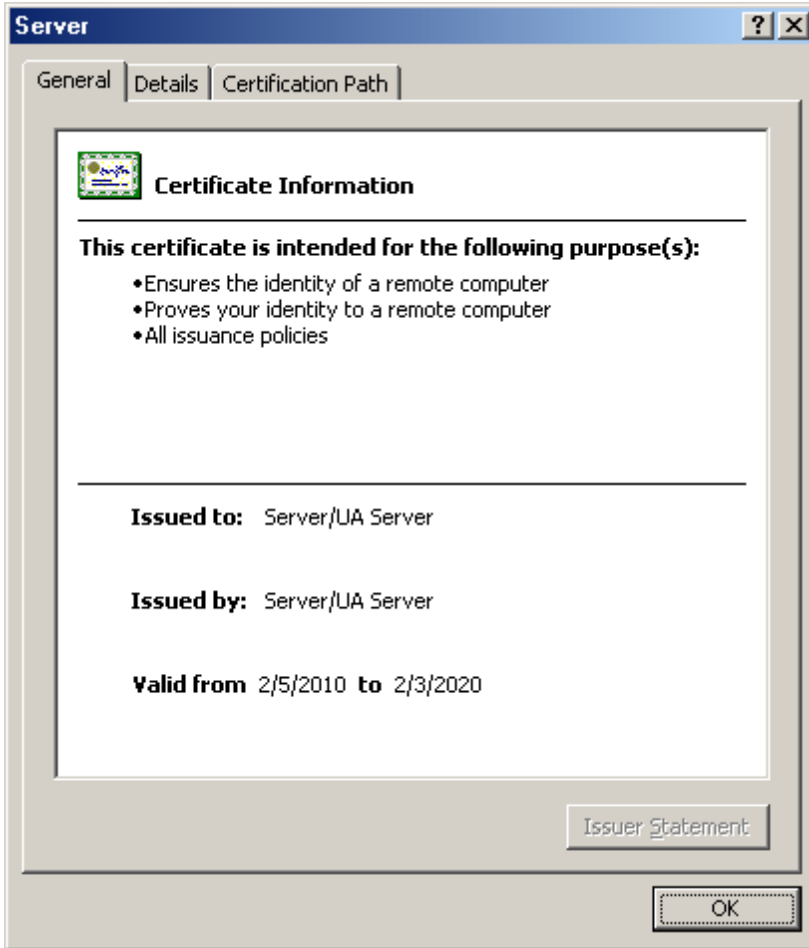 Server
General Details Certification Path
Certificate Information
This certificate is intended for the following purpose(s):
•Ensures the identity of a remote computer
•Proves your identity to a remote computer
•All issuance policies
Issued to: Server/UA Server
Issued by: Server/UA Server
Valid from 2/5/2010 to 2/3/2020
Issuer Statement
OK